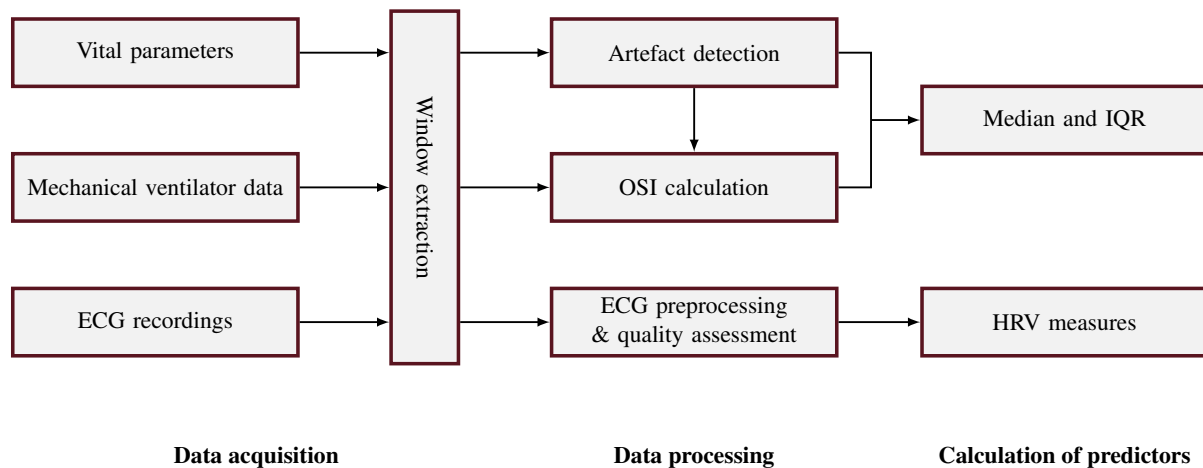 Vital parameters
Artefact detection
Median and IQR
Window extraction
Mechanical ventilator data
OSI calculation
ECG recordings
ECG preprocessing
& quality assessment
HRV measures
Data acquisition
Data processing
Calculation of predictors